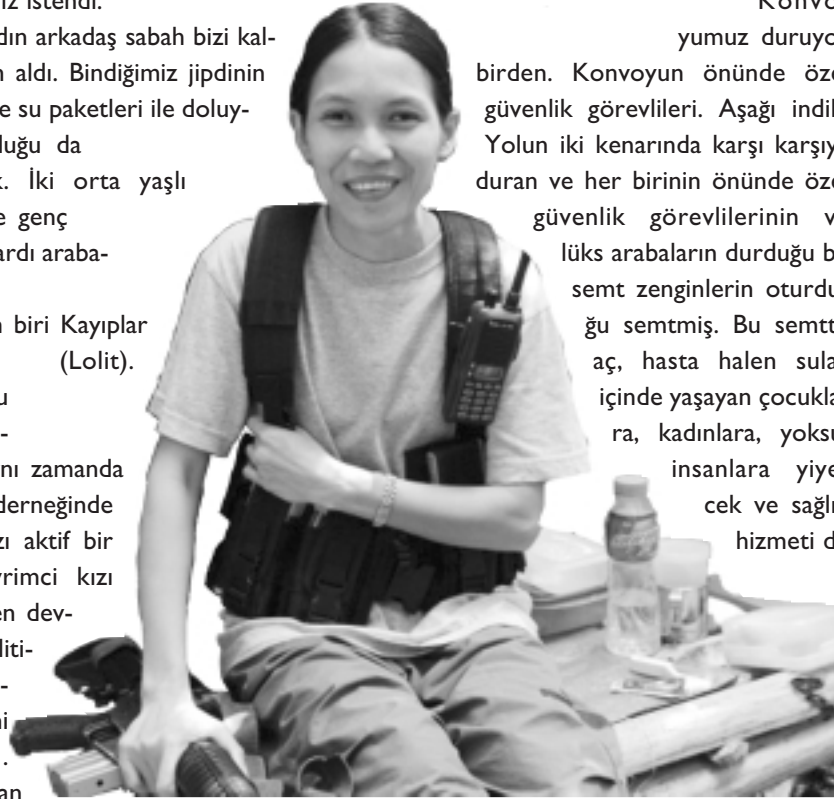 iz istendi.
dın arkadaş sabah bizi kal-
n aldı. Bindiğimiz jipdinin
e su paketleri ile doluy-
luğu da
k. İki orta yaşlı
e genç
ardı araba-
n biri Kayıplar
(Lolit).
u
-
nı zamanda
derneğinde
zı aktif bir
vrimci kızı
en dev-
liti-
-
ni
.
an
Konvo
yumuz duruyo
birden. Konvoyun önünde öze
güvenlik görevlileri. Aşağı indik
Yolun iki kenarında karşı karşıy
duran ve her birinin önünde öze
güvenlik görevlilerinin v
lüks arabaların durduğu b
semt zenginlerin oturdu
ğu semtmiş. Bu semtt
aç, hasta halen sula
içinde yaşayan çocukla
ra, kadınlara, yoksu
insanlara yiye
cek ve sağlı
hizmeti d